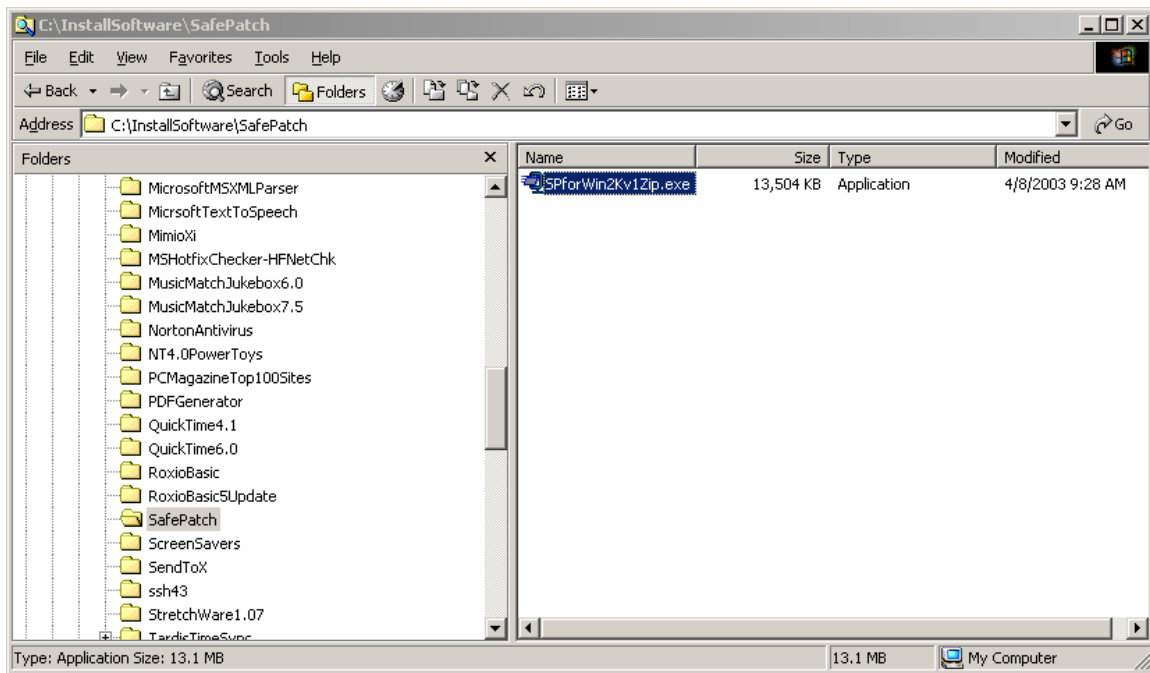 C:\InstallSoftware\SafePatch
File Edit View Favorites Tools Help
Back Search Folders
Address C:\InstallSoftware\SafePatch Go
Folders
MicrosoftMSXMLParser
MicrsoftTextToSpeech
MimioXi
MSHotfixChecker-HFNetChk
MusicMatchJukebox6.0
MusicMatchJukebox7.5
NortonAntivirus
NT4.0PowerToys
PCMagazineTop100Sites
PDFGenerator
QuickTime4.1
QuickTime6.0
RoxioBasic
RoxioBasic5Update
SafePatch
ScreenSavers
SendToX
ssh43
StretchWare1.07
TardisTimeSync
Name Size Type Modified
SPforWin2Kv1Zip.exe 13,504 KB Application 4/8/2003 9:28 AM
Type: Application Size: 13.1 MB 13.1 MB My Computer